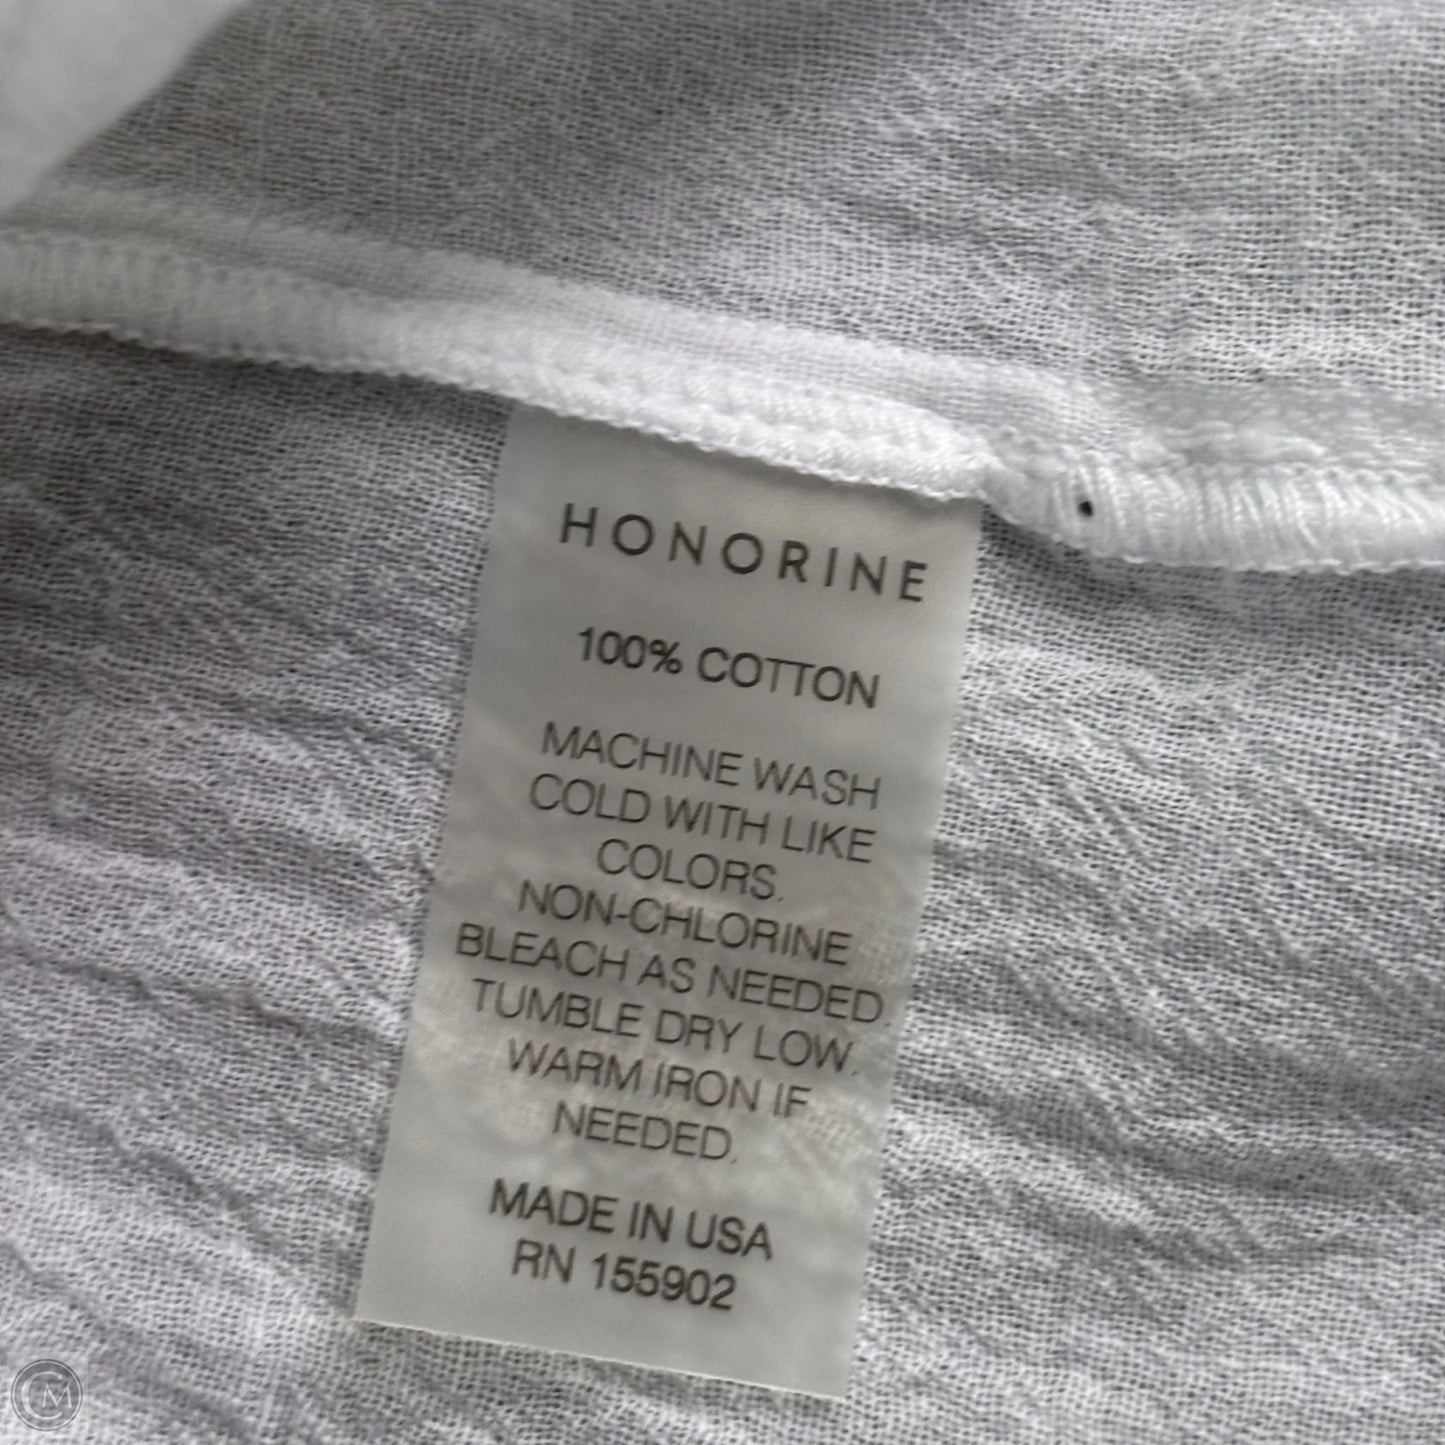 HONORINE
100% COTTON
MACHINE WASH
COLD WITH LIKE
COLORS.
NON-CHLORINE
BLEACH AS NEEDED.
TUMBLE DRY LOW.
WARM IRON IF
NEEDED.
MADE IN USA
RN 155902
CM